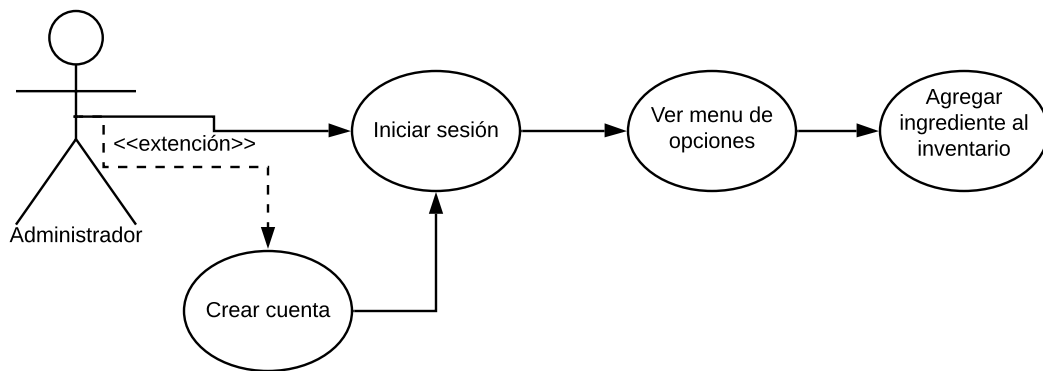 <<extención>>
Administrador
Iniciar sesión
Crear cuenta
Ver menu de
opciones
Agregar
ingrediente al
inventario